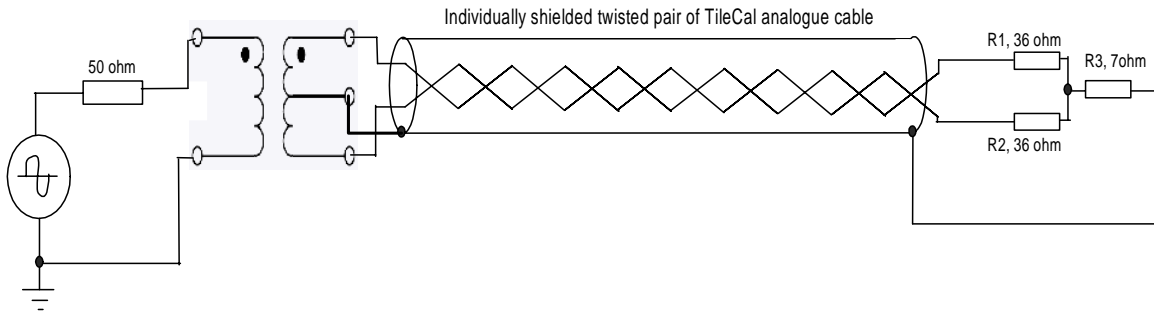 Individually shielded twisted pair of TileCal analogue cable
50 ohm
R1, 36 ohm
R3, 7ohm
R2, 36 ohm